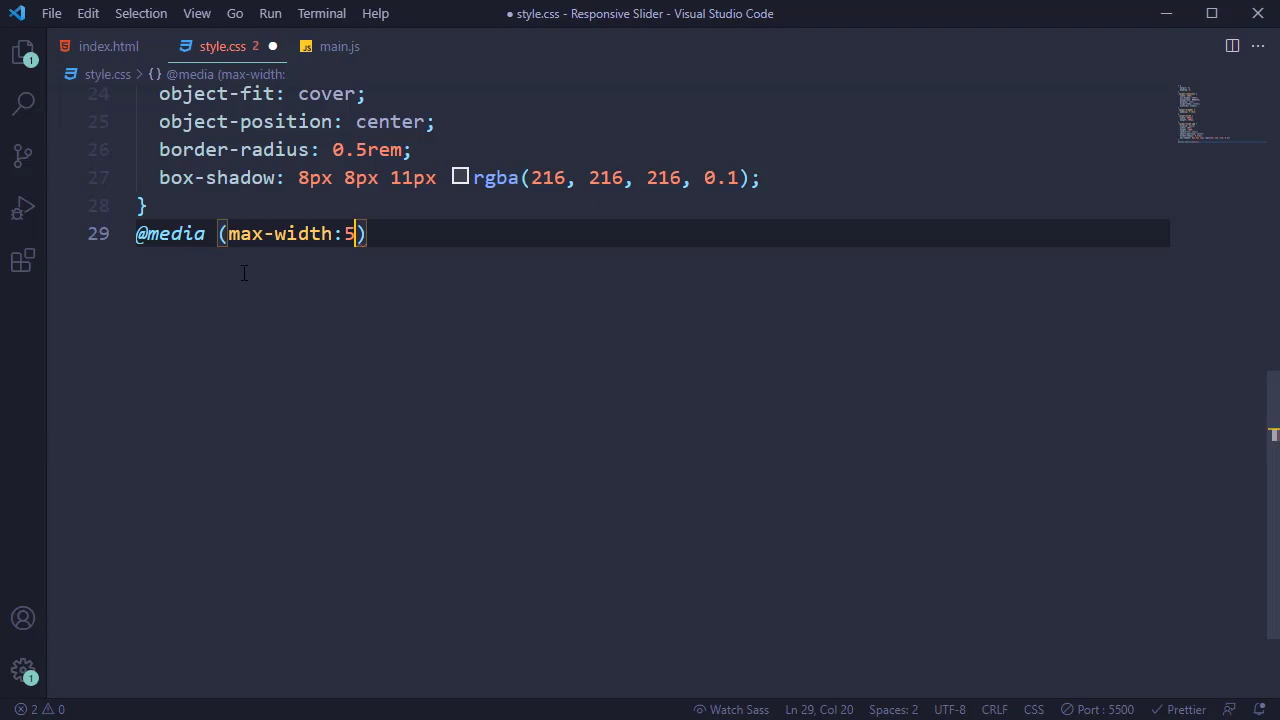 File Edit Selection View Go Run Terminal Help ● style.css - Responsive Slider - Visual Studio Code
index.html style.css 2 ● JS main.js
style.css > {} @media (max-width:
24 object-fit: cover;
25 object-position: center;
26 border-radius: 0.5rem;
27 box-shadow: 8px 8px 11px rgba(216, 216, 216, 0.1);
28 }
29 @media (max-width:5)
1
1
2 0 Watch Sass Ln 29, Col 20 Spaces: 2 UTF-8 CRLF CSS Port : 5500 Prettier